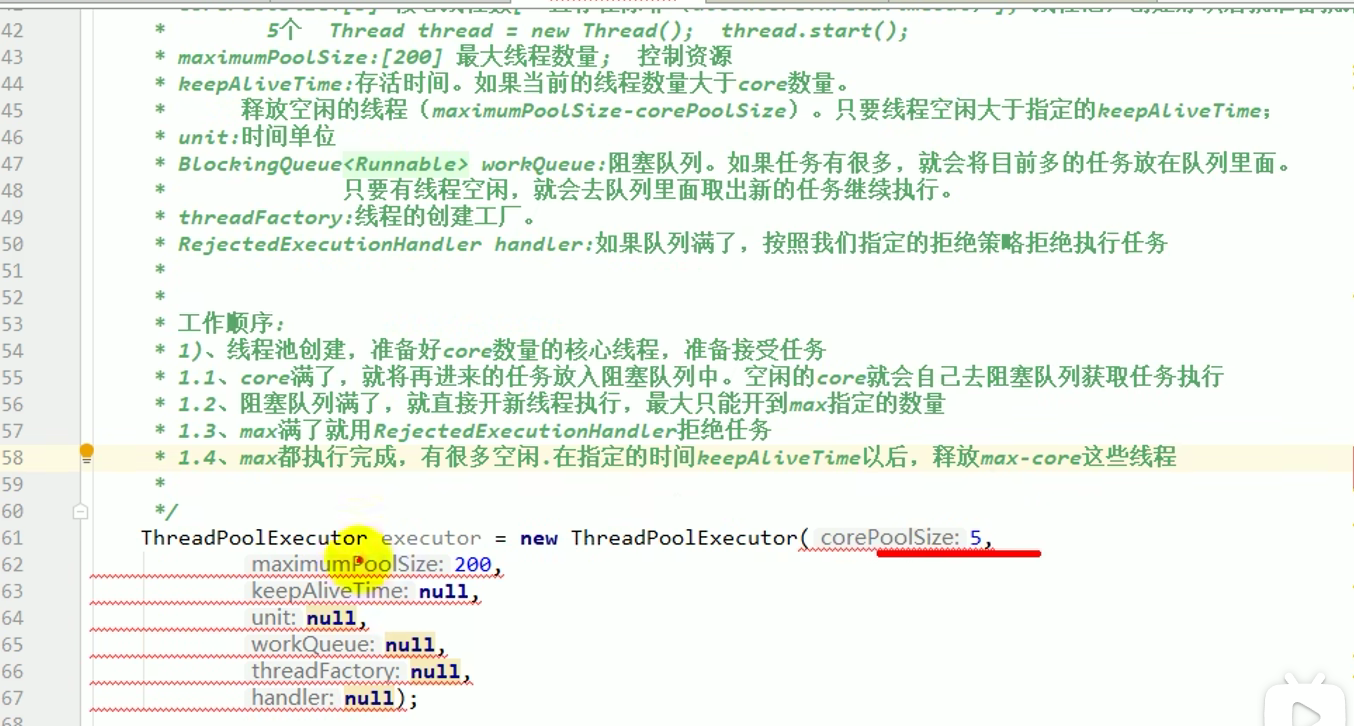 42 * 5个 Thread thread = new Thread(); thread.start();
43 * maximumPoolSize:[200] 最大线程数量; 控制资源
44 * keepAliveTime:存活时间。如果当前的线程数量大于core数量。
45 * 释放空闲的线程（maximumPoolSize-corePoolSize）。只要线程空闲大于指定的keepAliveTime;
46 * unit:时间单位
47 * BlockingQueue<Runnable> workQueue:阻塞队列。如果任务有很多，就会将目前多的任务放在队列里面。
48 * 只要有线程空闲，就会去队列里面取出新的任务继续执行。
49 * threadFactory:线程的创建工厂。
50 * RejectedExecutionHandler handler:如果队列满了，按照我们指定的拒绝策略拒绝执行任务
51 *
52 *
53 * 工作顺序:
54 * 1)、线程池创建，准备好core数量的核心线程，准备接受任务
55 * 1.1、core满了，就将再进来的任务放入阻塞队列中。空闲的core就会自己去阻塞队列获取任务执行
56 * 1.2、阻塞队列满了，就直接开新线程执行，最大只能开到max指定的数量
57 * 1.3、max满了就用RejectedExecutionHandler拒绝任务
58 * 1.4、max都执行完成，有很多空闲.在指定的时间keepAliveTime以后，释放max-core这些线程
59 *
60 */
61 ThreadPoolExecutor executor = new ThreadPoolExecutor( corePoolSize: 5,
62 maximumPoolSize: 200,
63 keepAliveTime: null,
64 unit: null,
65 workQueue: null,
66 threadFactory: null,
67 handler: null);
68